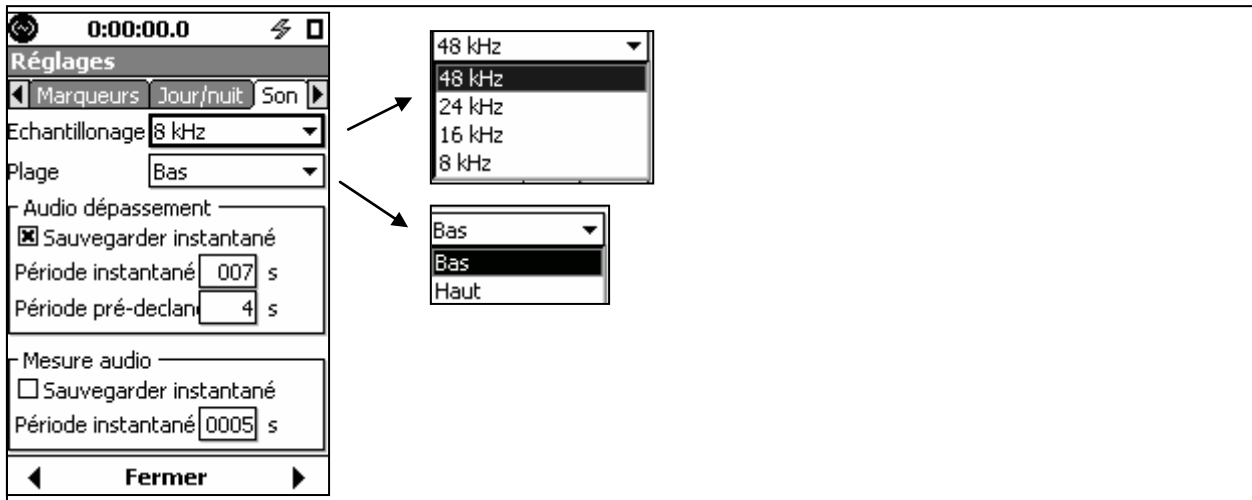 0:00:00.0
Réglages
Marqueurs Jour/nuit Son
Echantillonage 8 kHz
Plage Bas
Audio dépassement
Sauvegarder instantané
Période instantané 007 s
Période pré-declan 4 s
Mesure audio
Sauvegarder instantané
Période instantané 0005 s
Fermer
48 kHz
48 kHz
24 kHz
16 kHz
8 kHz
Bas
Bas
Haut